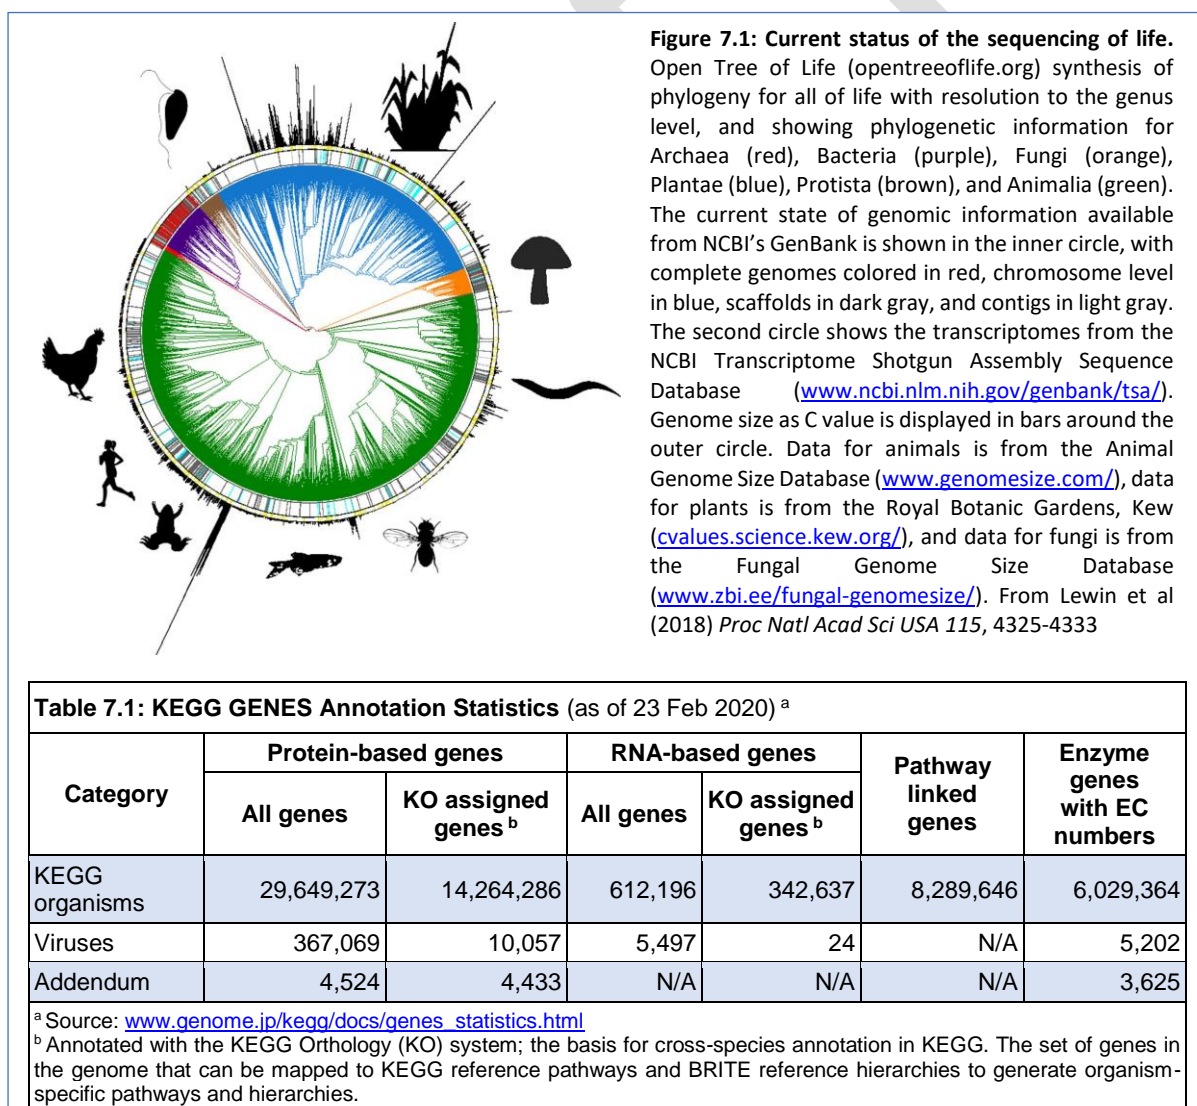 Figure 7.1: Current status of the sequencing of life.
Open Tree of Life (opentreeoflife.org) synthesis of
phylogeny for all of life with resolution to the genus
level, and showing phylogenetic information for
Archaea (red), Bacteria (purple), Fungi (orange),
Plantae (blue), Protista (brown), and Animalia (green).
The current state of genomic information available
from NCBI's GenBank is shown in the inner circle, with
complete genomes colored in red, chromosome level
in blue, scaffolds in dark gray, and contigs in light gray.
The second circle shows the transcriptomes from the
NCBI Transcriptome Shotgun Assembly Sequence
Database (www.ncbi.nlm.nih.gov/genbank/tsa/).
Genome size as C value is displayed in bars around the
outer circle. Data for animals is from the Animal
Genome Size Database (www.genomesize.com/), data
for plants is from the Royal Botanic Gardens, Kew
(cvalues.science.kew.org/), and data for fungi is from
the Fungal Genome Size Database
(www.zbi.ee/fungal-genomesize/). From Lewin et al
(2018) Proc Natl Acad Sci USA 115, 4325-4333
Table 7.1: KEGG GENES Annotation Statistics (as of 23 Feb 2020) a
Category
Protein-based genes
RNA-based genes
Pathway
linked
genes
Enzyme
genes
with EC
numbers
All genes
KO assigned
genes b
All genes
KO assigned
genes b
KEGG
organisms
29,649,273 14,264,286 612,196 342,637 8,289,646 6,029,364
Viruses 367,069 10,057 5,497 24 N/A 5,202
Addendum 4,524 4,433 N/A N/A N/A 3,625
a Source: www.genome.jp/kegg/docs/genes_statistics.html
b Annotated with the KEGG Orthology (KO) system; the basis for cross-species annotation in KEGG. The set of genes in
the genome that can be mapped to KEGG reference pathways and BRITE reference hierarchies to generate organism-
specific pathways and hierarchies.